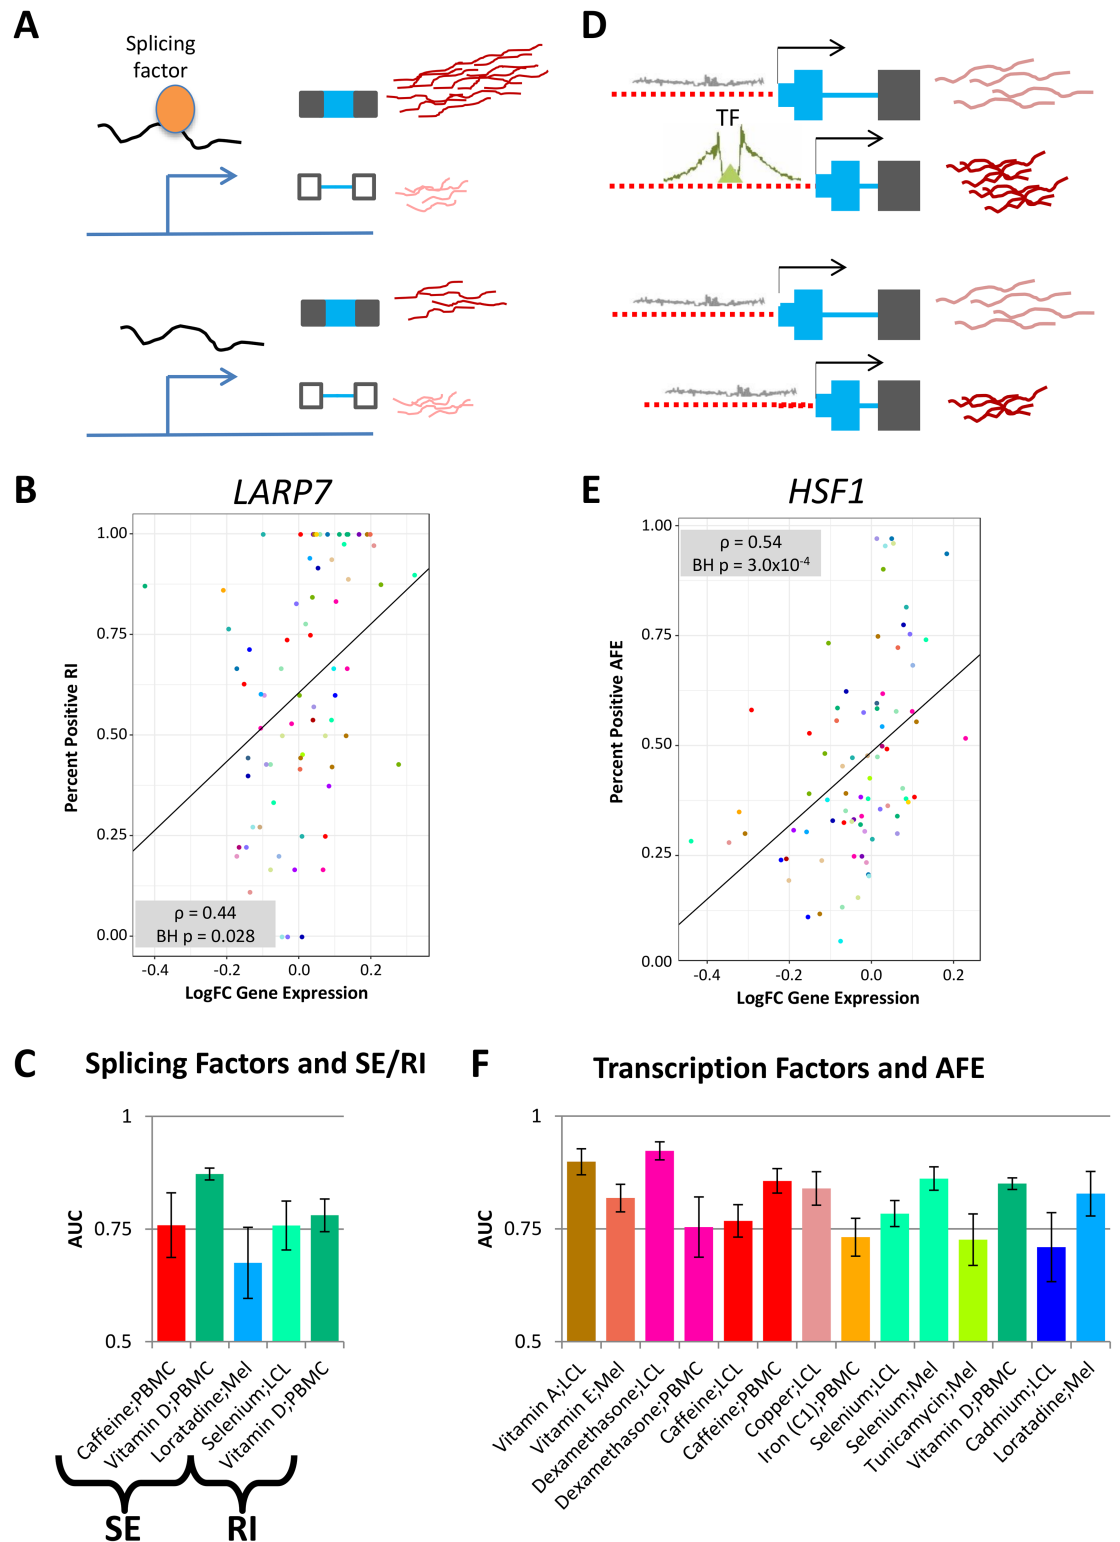 A
Splicing
factor
D
TF
B
LARP7
1.00
0.75
0.50
0.25
0.00
Percent Positive RI
ρ = 0.44
BH p = 0.028
-0.4
-0.2
0.0
0.2
LogFC Gene Expression
E
HSF1
1.00
0.75
0.50
0.25
0.00
Percent Positive AFE
ρ = 0.54
BH p = 3.0x10-4
-0.4
-0.2
0.0
0.2
LogFC Gene Expression
C
Splicing Factors and SE/RI
1
0.75
0.5
AUC
Caffeine;PBMC
Vitamin D;PBMC
Loratadine;Mel
Selenium;LCL
Vitamin D;PBMC
SE
RI
F
Transcription Factors and AFE
1
0.75
0.5
AUC
Vitamin A;LCL
Vitamin E;Mel
Dexamethasone;LCL
Dexamethasone;PBMC
Caffeine;LCL
Caffeine;PBMC
Copper;LCL
Iron (C1);PBMC
Selenium;LCL
Selenium;Mel
Tunicamycin;Mel
Vitamin D;PBMC
Cadmium;LCL
Loratadine;Mel